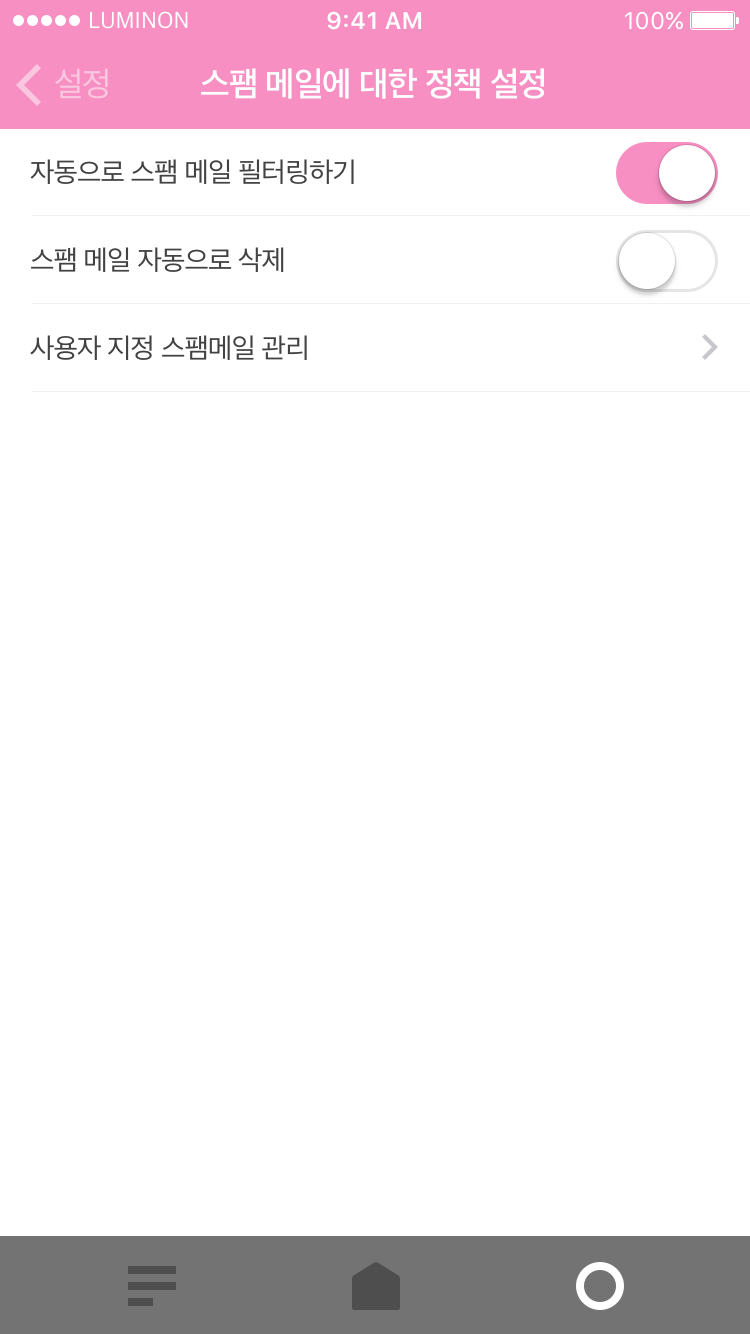 LUMINON 9:41 AM 100%
설정 스팸 메일에 대한 정책 설정
자동으로 스팸 메일 필터링하기
스팸 메일 자동으로 삭제
사용자 지정 스팸메일 관리